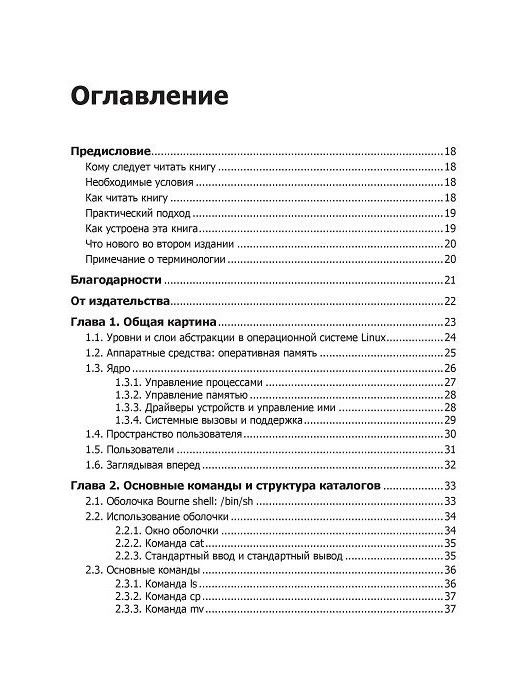 Оглавление
Предисловие 18
Кому следует читать книгу 18
Необходимые условия 18
Как читать книгу 18
Практический подход 19
Как устроена эта книга 19
Что нового во втором издании 20
Примечание о терминологии 20
Благодарности 21
От издательства 22
Глава 1. Общая картина 23
1.1. Уровни и слои абстракции в операционной системе Linux 24
1.2. Аппаратные средства: оперативная память 25
1.3. Ядро 26
1.3.1. Управление процессами 27
1.3.2. Управление памятью 28
1.3.3. Драйверы устройств и управление ими 28
1.3.4. Системные вызовы и поддержка 29
1.4. Пространство пользователя 30
1.5. Пользователи 31
1.6. Заглядывая вперед 32
Глава 2. Основные команды и структура каталогов 33
2.1. Оболочка Bourne shell: /bin/sh 33
2.2. Использование оболочки 34
2.2.1. Окно оболочки 34
2.2.2. Команда cat 35
2.2.3. Стандартный ввод и стандартный вывод 35
2.3. Основные команды 36
2.3.1. Команда ls 36
2.3.2. Команда cp 37
2.3.3. Команда mv 37